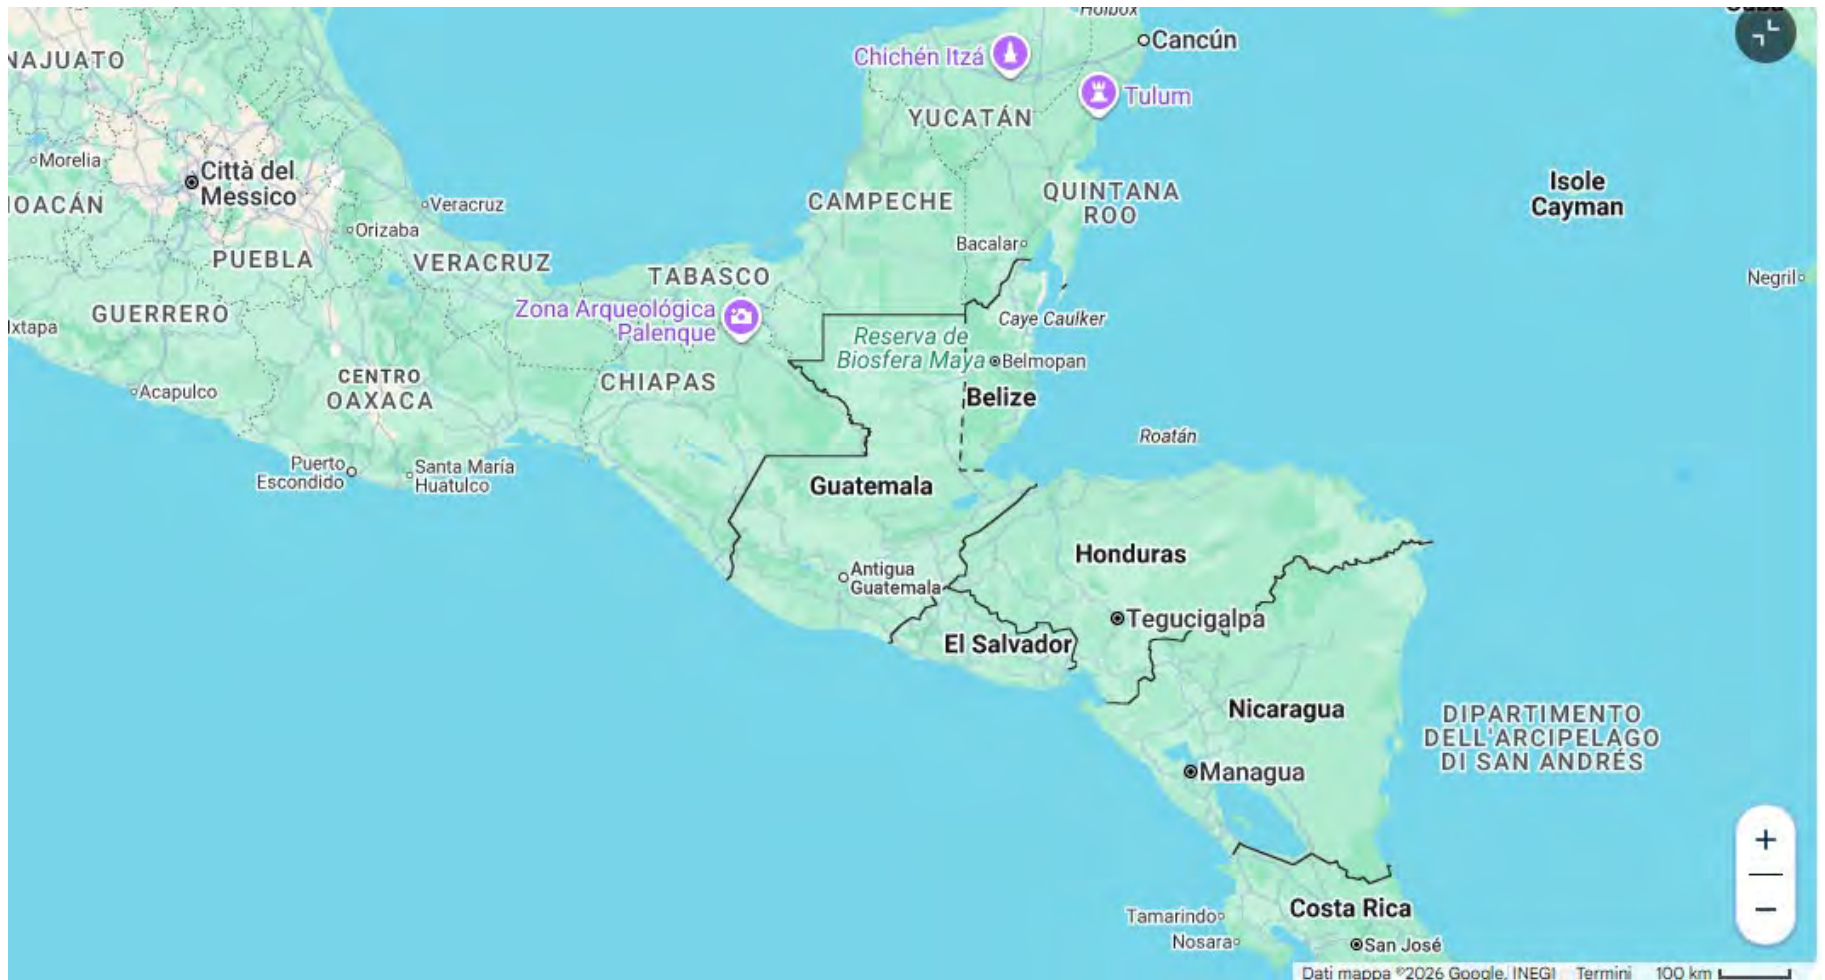 Holbox
Cuba
Cancún
Chichén Itzá
Tulum
YUCATÁN
NAJUATO
Morelia
Città del
Messico
IOACÁN
Veracruz
Orizaba
PUEBLA
VERACRUZ
CAMPECHE
QUINTANA
ROO
Isole
Cayman
Bacalar
TABASCO
Negril
Zona Arqueológica
Palenque
GUERRERO
Ixtapa
Caye Caulker
Reserva de
Biosfera Maya
Belmopan
CHIAPAS
CENTRO
OAXACA
Acapulco
Belize
Roatán
Puerto
Escondido
Santa María
Huatulco
Guatemala
Honduras
Antigua
Guatemala
Tegucigalpa
El Salvador
Nicaragua
DIPARTIMENTO
DELL'ARCIPELAGO
DI SAN ANDRÉS
Managua
+
−
Costa Rica
Tamarindo
Nosara
San José
Dati mappa ©2026 Google, INEGI Termini 100 km